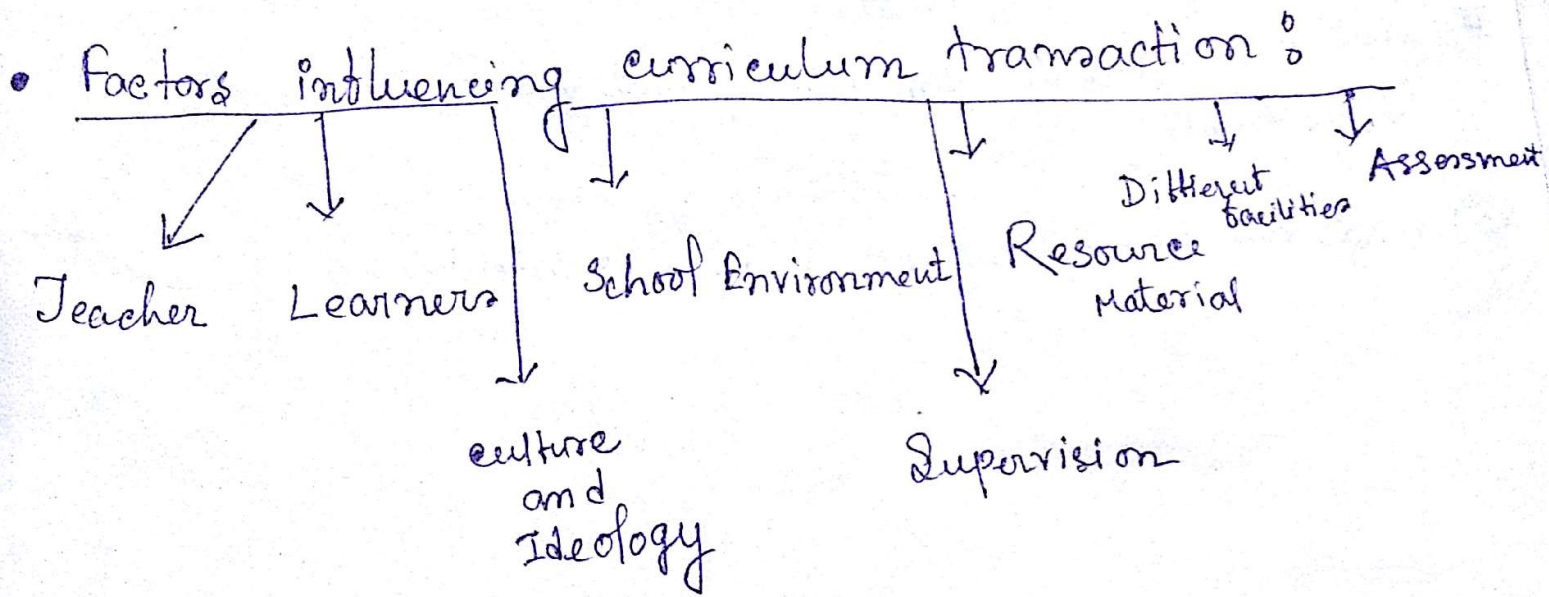 • Factors influencing curriculum transaction :
Teacher
Learners
culture
and
Ideology
School Environment
Supervision
Resource
Material
Different
facilities
Assessment